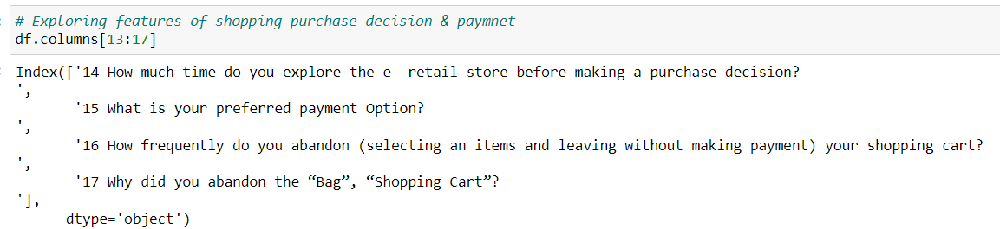 # Exploring features of shopping purchase decision & paymnet
df.columns[13:17]
Index(['14 How much time do you explore the e- retail store before making a purchase decision?
',
'15 What is your preferred payment Option?
',
'16 How frequently do you abandon (selecting an items and leaving without making payment) your shopping cart?
',
'17 Why did you abandon the “Bag”, “Shopping Cart”?
'],
dtype='object')